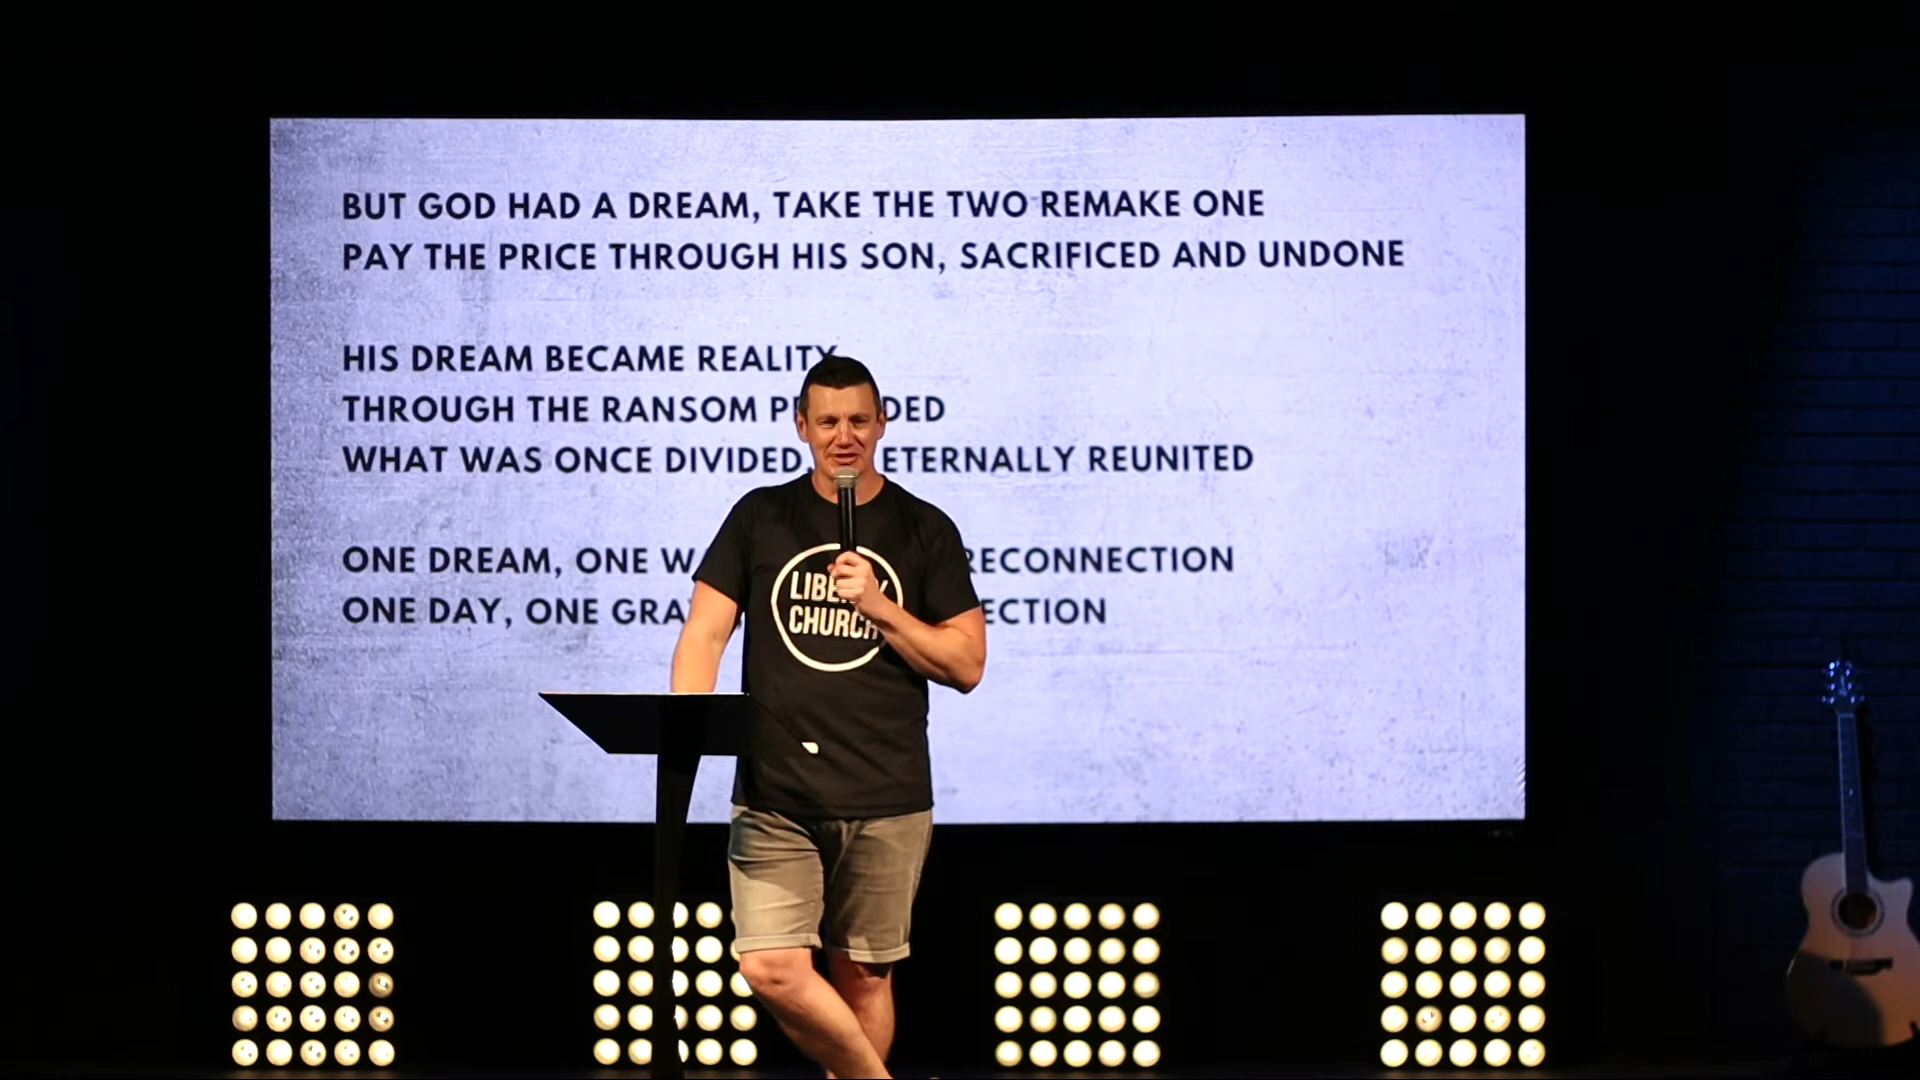 BUT GOD HAD A DREAM, TAKE THE TWO REMAKE ONE
PAY THE PRICE THROUGH HIS SON, SACRIFICED AND UNDONE
HIS DREAM BECAME REALITY
THROUGH THE RANSOM
WHAT WAS ONCE DIVIDED, ETERNALLY REUNITED
ONE DREAM, ONE RECONNECTION
ONE DAY, ONE
LIBERTY
CHURCH